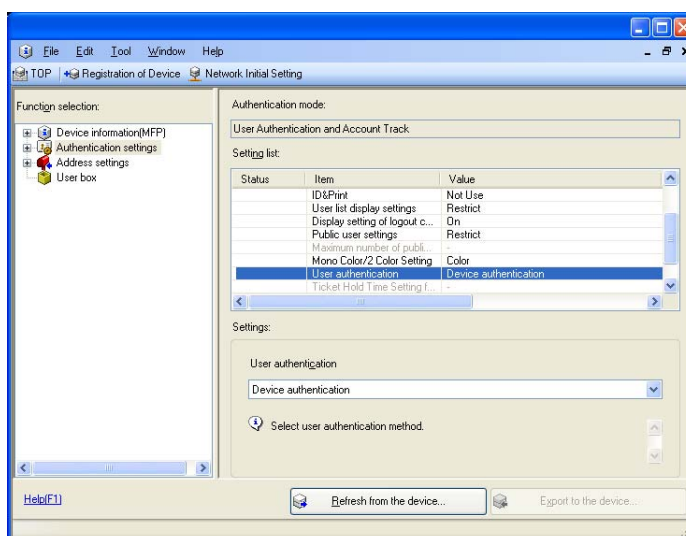 File Edit Tool Window Help
TOP Registration of Device Network Initial Setting
Function selection:
Device information(MFP)
Authentication settings
Address settings
User box
Authentication mode:
User Authentication and Account Track
Setting list:
Status Item Value
ID&Print Not Use
User list display settings Restrict
Display setting of logout c... On
Public user settings Restrict
Maximum number of publi... -
Mono Color/2 Color Setting Color
User authentication Device authentication
Ticket Hold Time Setting f... -
Settings:
User authentication
Device authentication
Select user authentication method.
Help(F1)
Refresh from the device...
Export to the device...